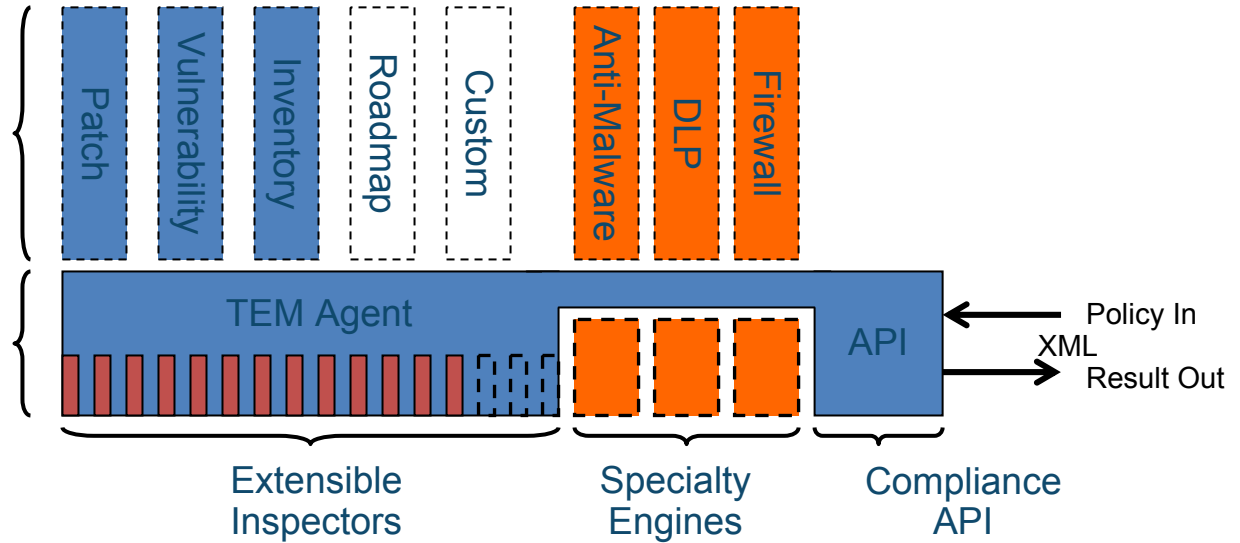 Patch
Vulnerability
Inventory
Roadmap
Custom
Anti-Malware
DLP
Firewall
TEM Agent
API
Policy In
XML
Result Out
Extensible
Inspectors
Specialty
Engines
Compliance
API